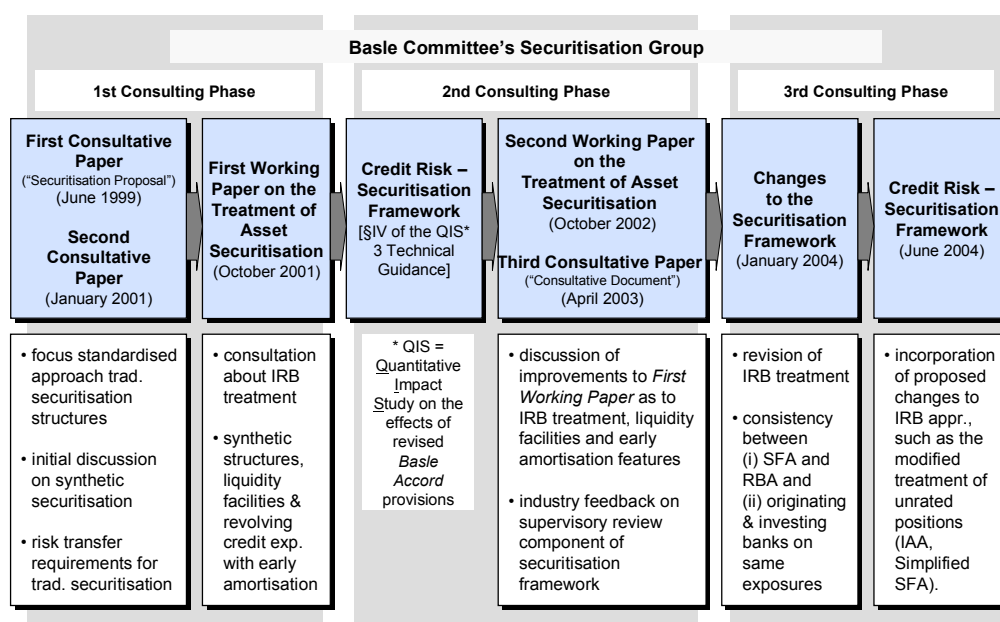 Basle Committee's Securitisation Group
1st Consulting Phase
2nd Consulting Phase
3rd Consulting Phase
First Consultative
Paper
("Securitisation Proposal")
(June 1999)
Second
Consultative
Paper
(January 2001)
First Working
Paper on the
Treatment of
Asset
Securitisation
(October 2001)
Credit Risk –
Securitisation
Framework
[§IV of the QIS*
3 Technical
Guidance]
Second Working Paper
on the
Treatment of Asset
Securitisation
(October 2002)
Third Consultative Paper
("Consultative Document")
(April 2003)
Changes
to the
Securitisation
Framework
(January 2004)
Credit Risk –
Securitisation
Framework
(June 2004)
• focus standardised
approach trad.
securitisation
structures
• initial discussion
on synthetic
securitisation
• risk transfer
requirements for
trad. securitisation
• consultation
about IRB
treatment
• synthetic
structures,
liquidity
facilities &
revolving
credit exp.
with early
amortisation
* QIS =
Quantitative
Impact
Study on the
effects of
revised
Basle
Accord
provisions
• discussion of
improvements to First
Working Paper as to
IRB treatment, liquidity
facilities and early
amortisation features
• industry feedback on
supervisory review
component of
securitisation
framework
• revision of
IRB treatment
• consistency
between
(i) SFA and
RBA and
(ii) originating
& investing
banks on
same
exposures
• incorporation
of proposed
changes to
IRB appr.,
such as the
modified
treatment of
unrated
positions
(IAA,
Simplified
SFA).